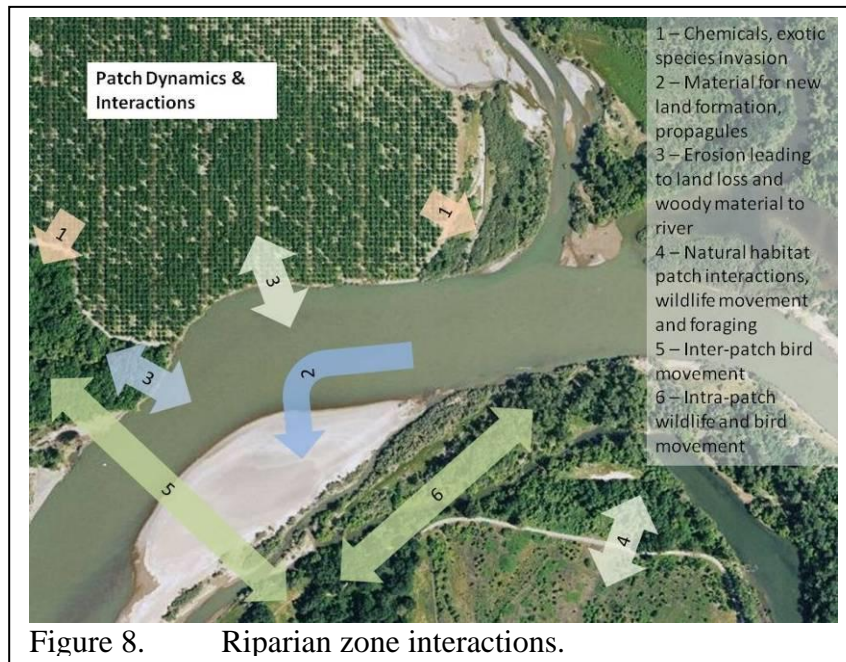 Patch Dynamics &
Interactions
1 – Chemicals, exotic
species invasion
2 – Material for new
land formation,
propagules
3 – Erosion leading
to land loss and
woody material to
river
4 – Natural habitat
patch interactions,
wildlife movement
and foraging
5 – Inter-patch bird
movement
6 – Intra-patch
wildlife and bird
movement
1
1
3
3
2
5
6
4
Figure 8. Riparian zone interactions.